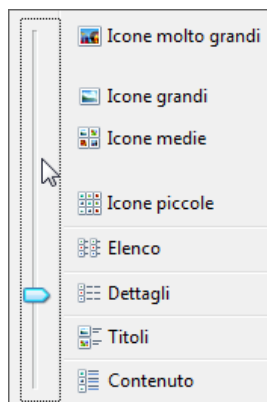 Icone molto grandi
Icone grandi
Icone medie
Icone piccole
Elenco
Dettagli
Titoli
Contenuto